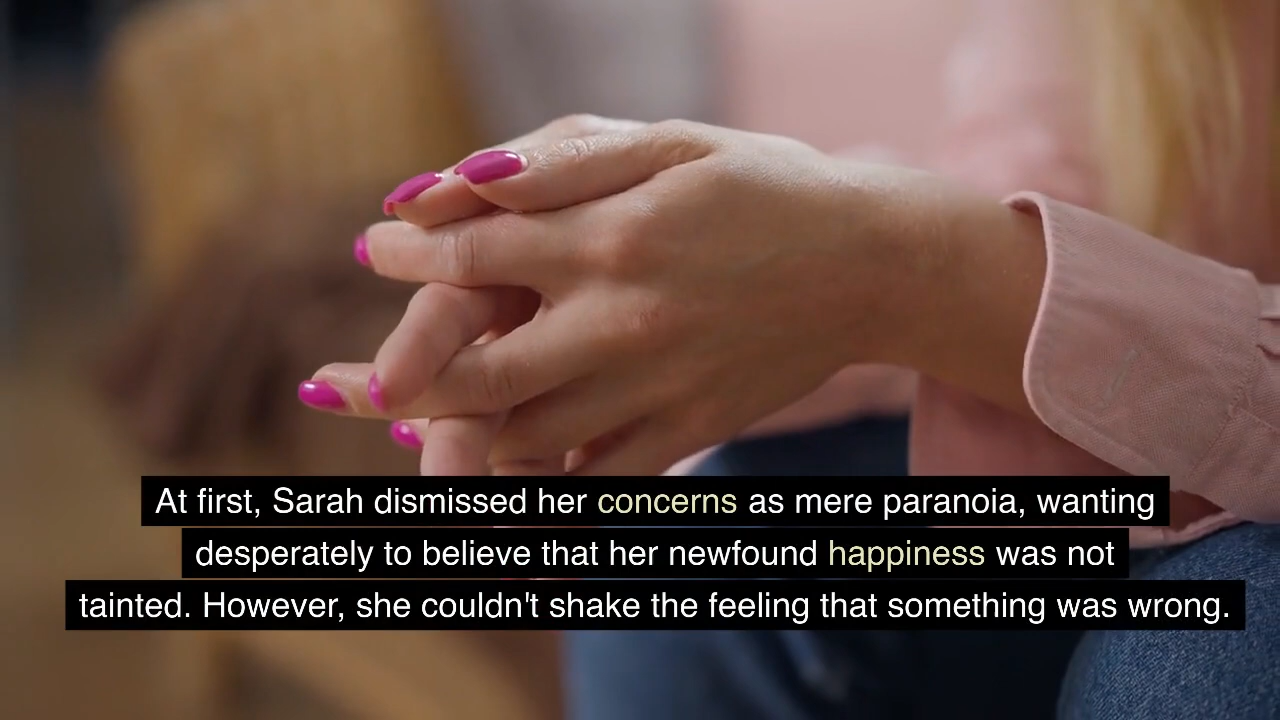 At first, Sarah dismissed her concerns as mere paranoia, wanting
desperately to believe that her newfound happiness was not
tainted. However, she couldn't shake the feeling that something was wrong.